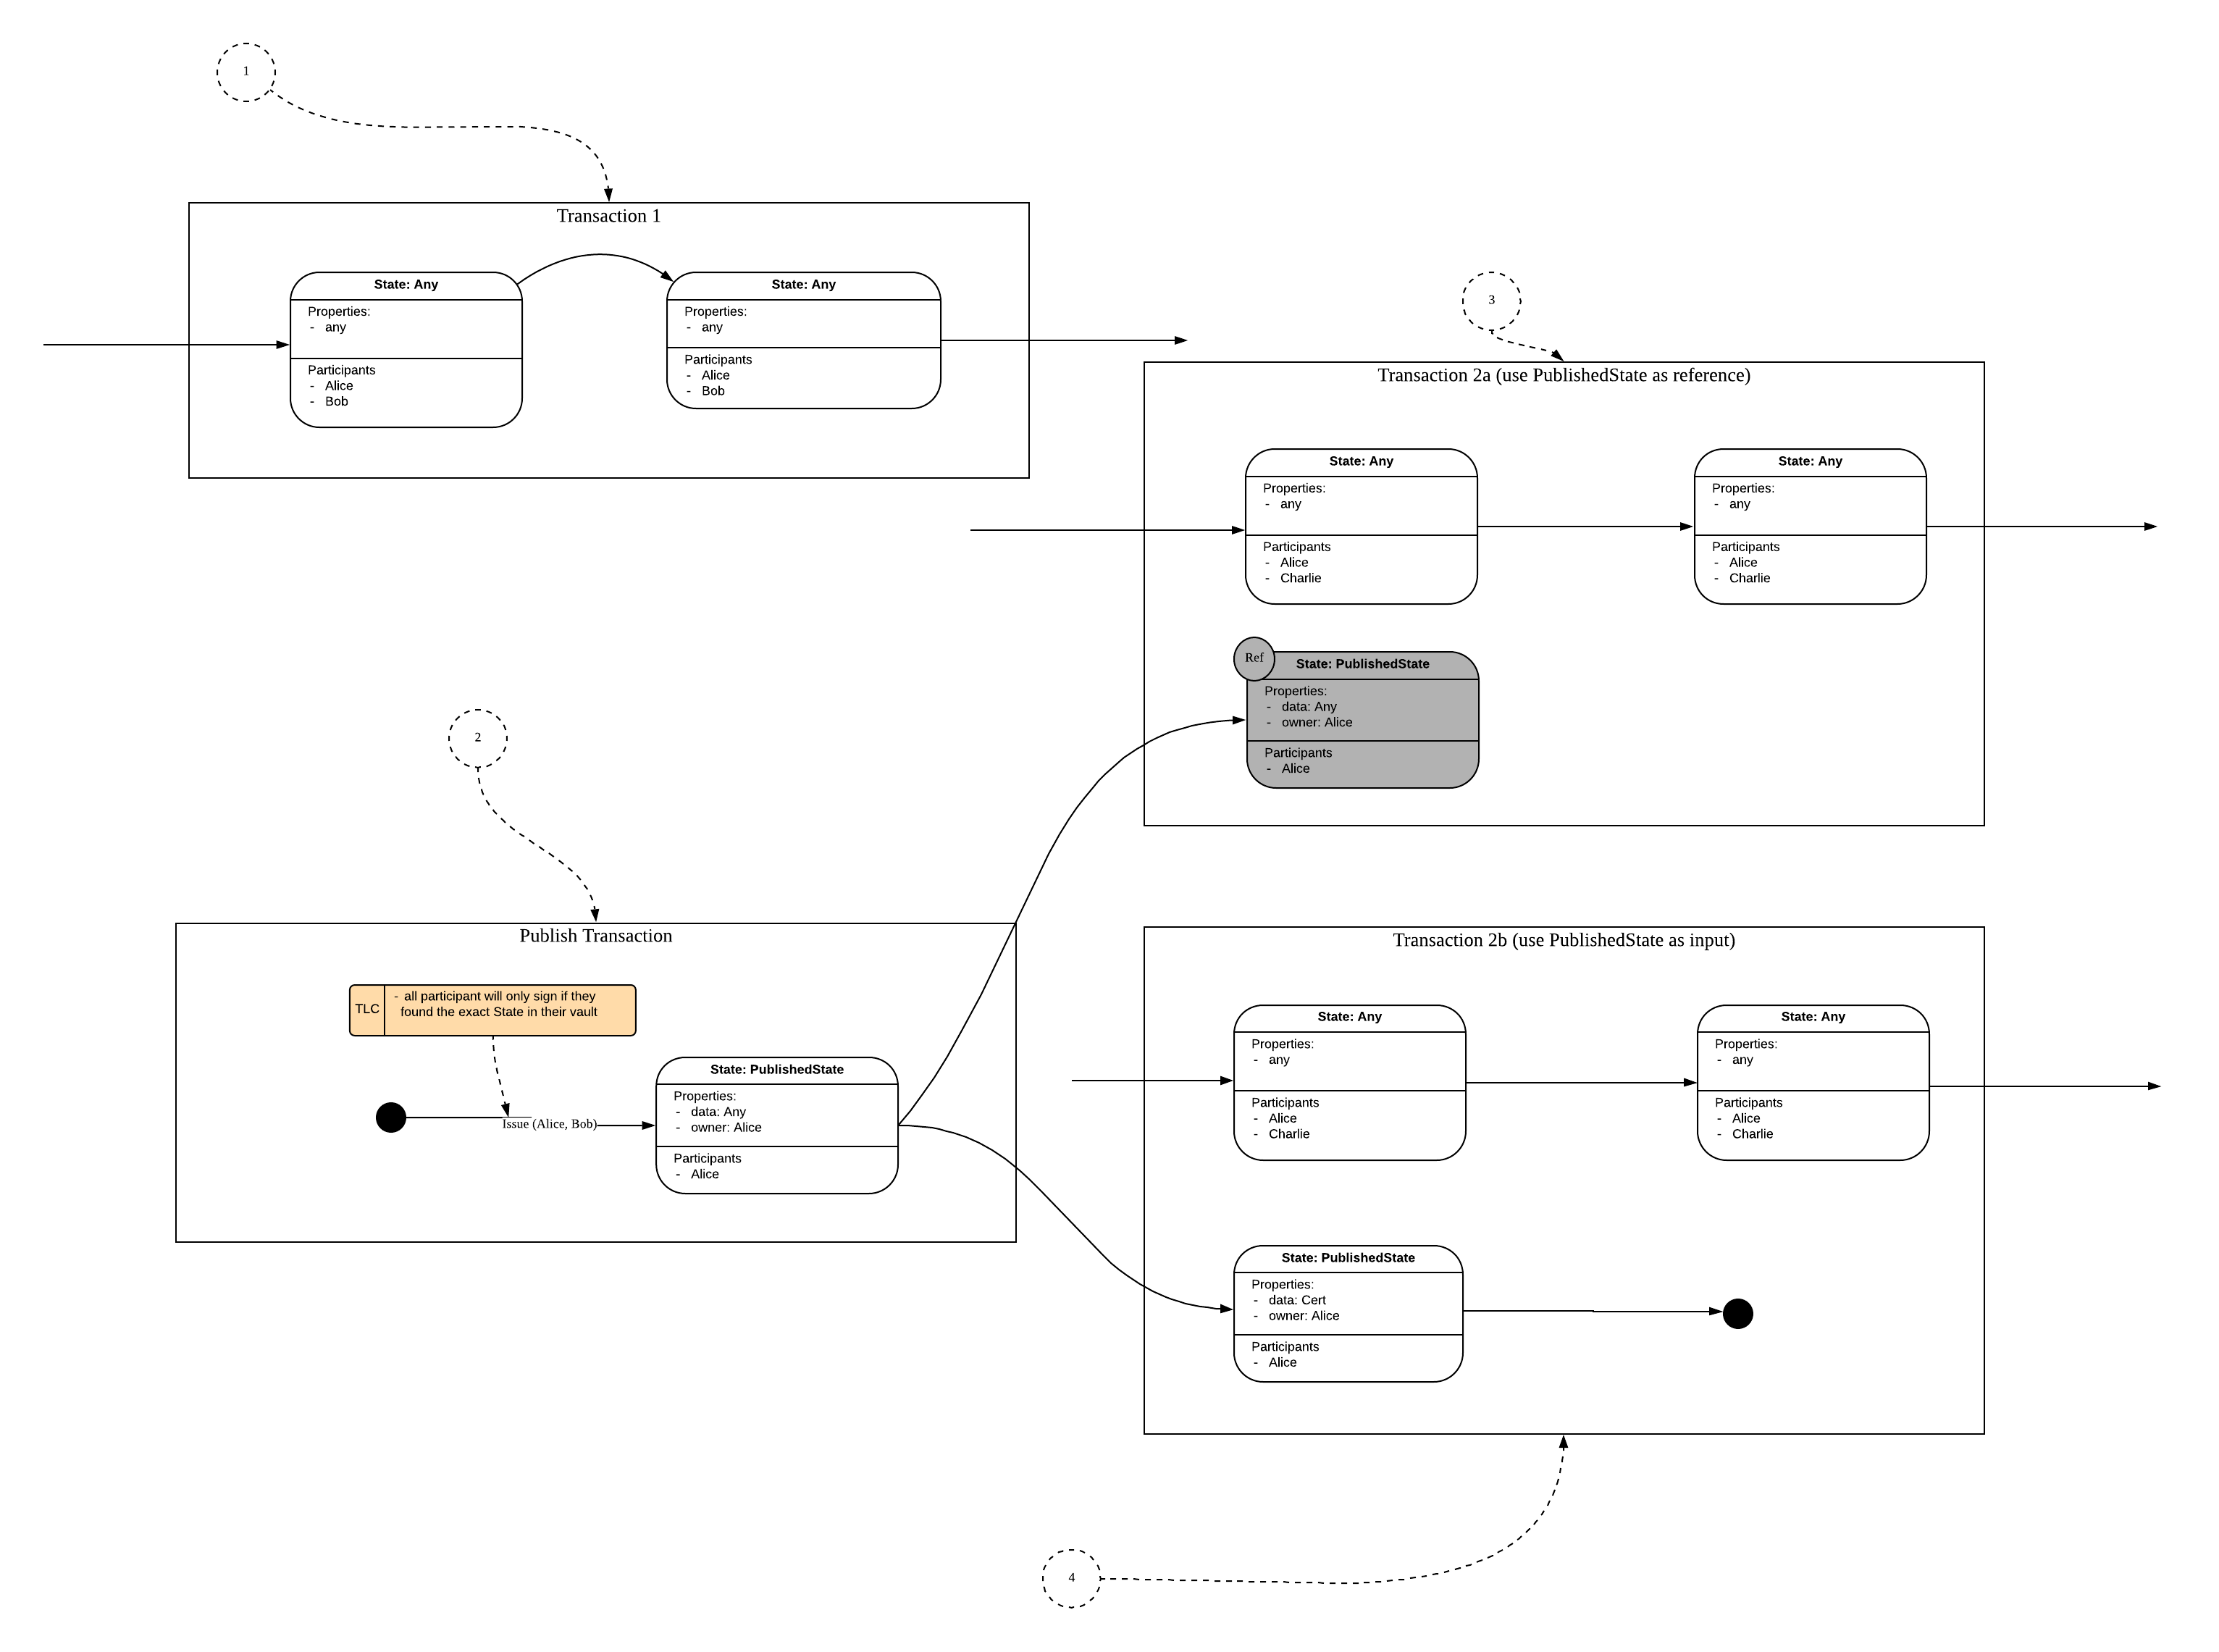 1
Transaction 1
State: Any
Properties:
- any
Participants
- Alice
- Bob
State: Any
Properties:
- any
Participants
- Alice
- Bob
3
Transaction 2a (use PublishedState as reference)
State: Any
Properties:
- any
Participants
- Alice
- Charlie
State: Any
Properties:
- any
Participants
- Alice
- Charlie
Ref
State: PublishedState
Properties:
- data: Any
- owner: Alice
Participants
- Alice
2
Publish Transaction
TLC
- all participant will only sign if they
found the exact State in their vault
Issue (Alice, Bob)
State: PublishedState
Properties:
- data: Any
- owner: Alice
Participants
- Alice
Transaction 2b (use PublishedState as input)
State: Any
Properties:
- any
Participants
- Alice
- Charlie
State: Any
Properties:
- any
Participants
- Alice
- Charlie
State: PublishedState
Properties:
- data: Cert
- owner: Alice
Participants
- Alice
4